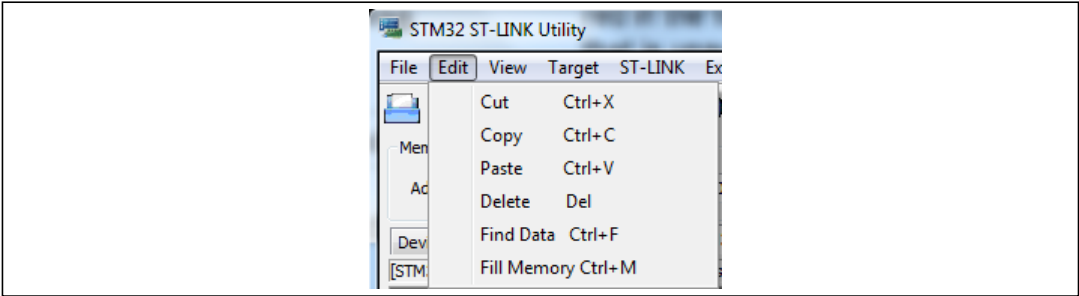 STM32 ST-LINK Utility
File Edit View Target ST-LINK
Cut Ctrl+X
Copy Ctrl+C
Paste Ctrl+V
Delete Del
Find Data Ctrl+F
Fill Memory Ctrl+M